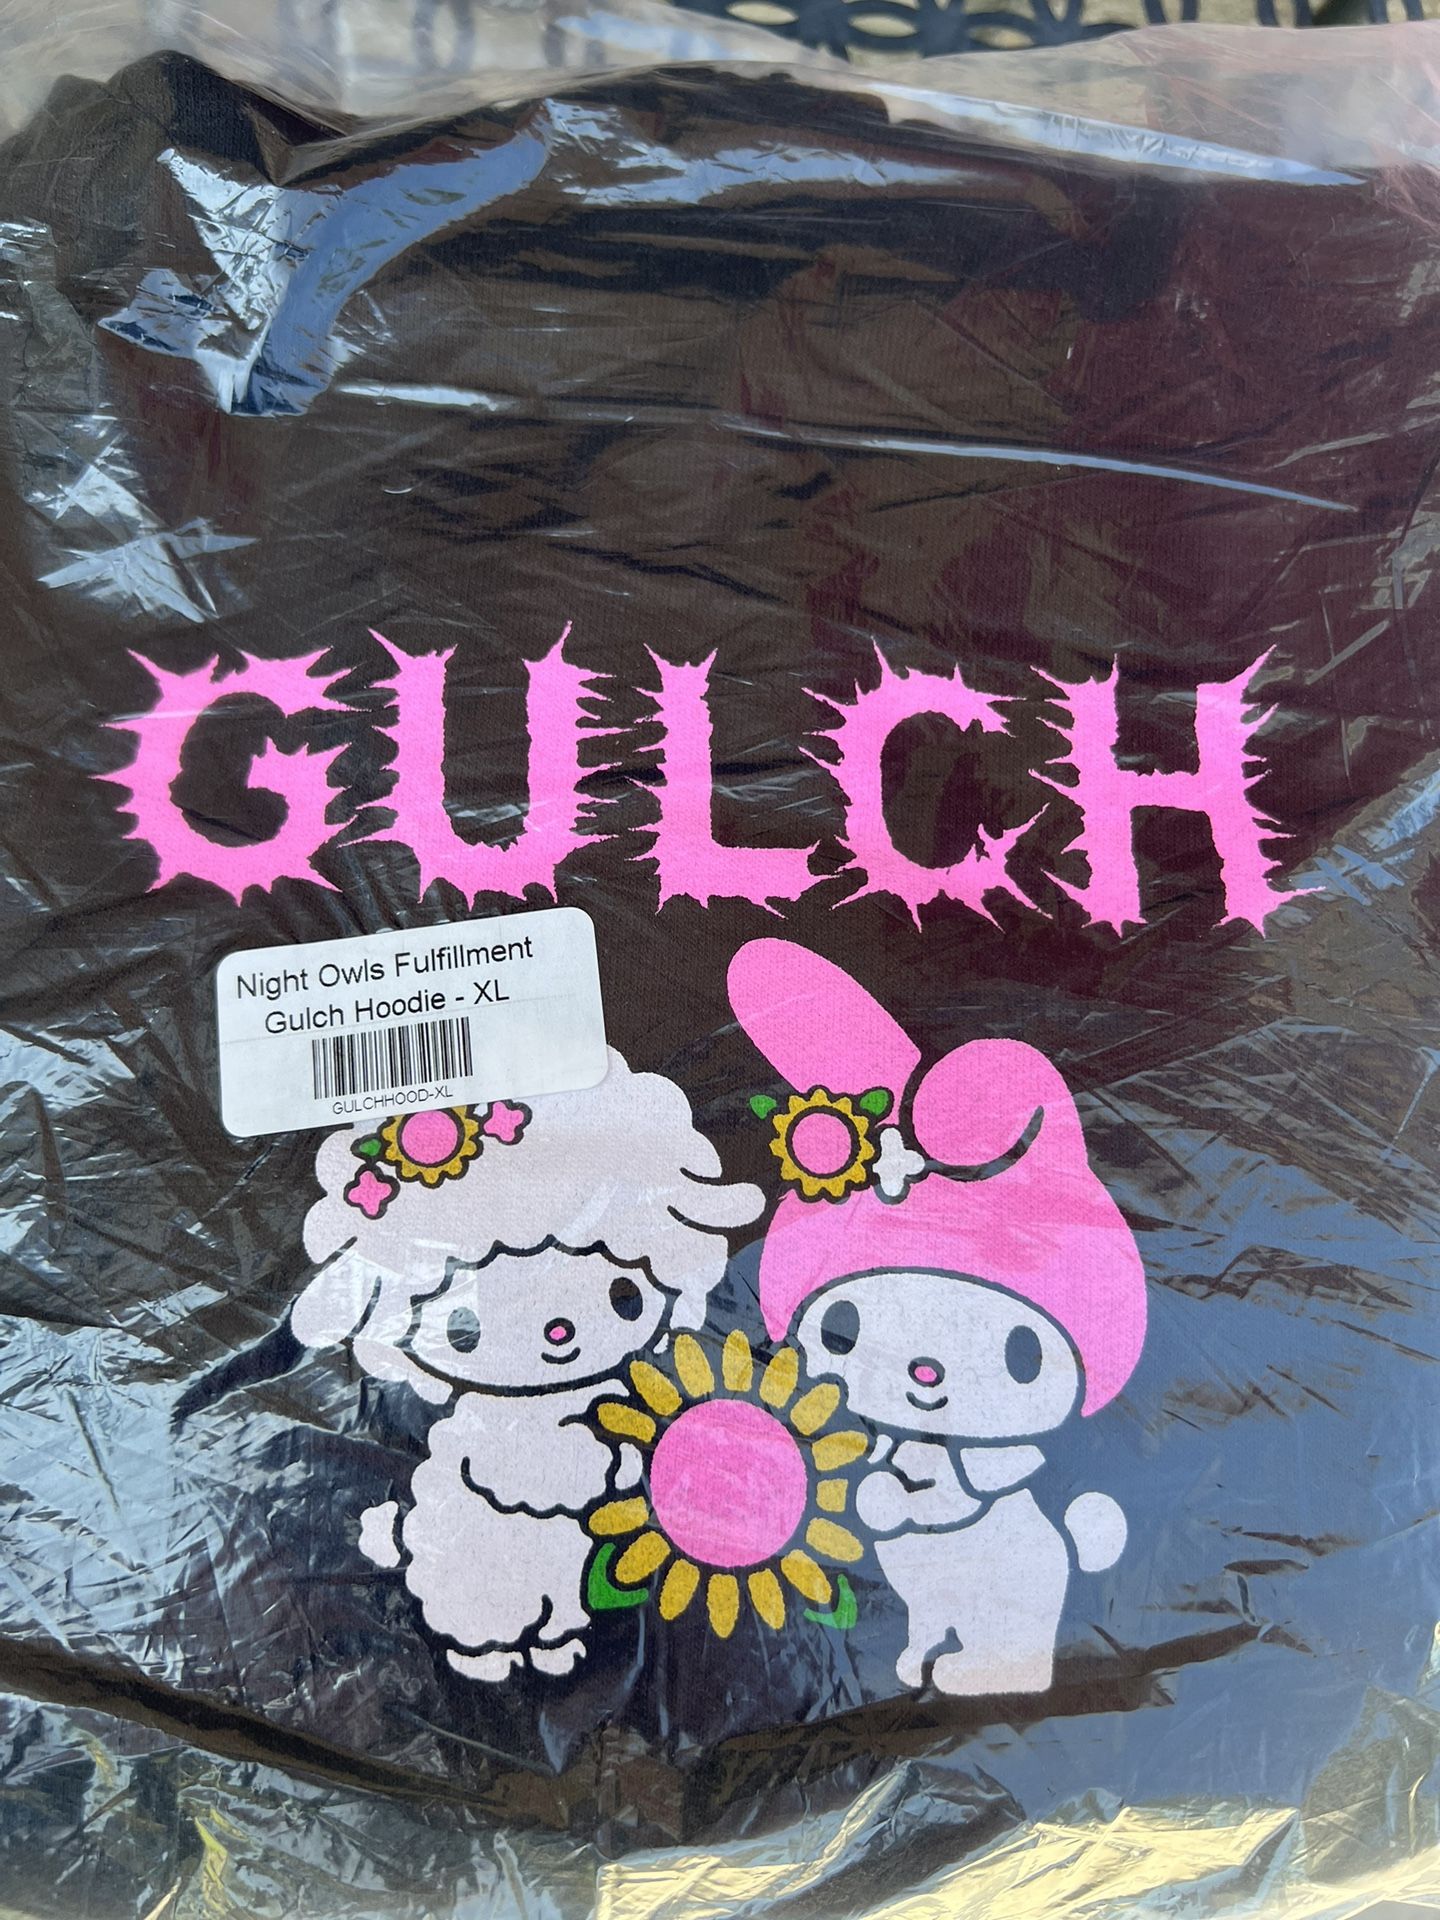 GULCH
Night Owls Fulfillment
Gulch Hoodie - XL
GULCHHOOD-XL